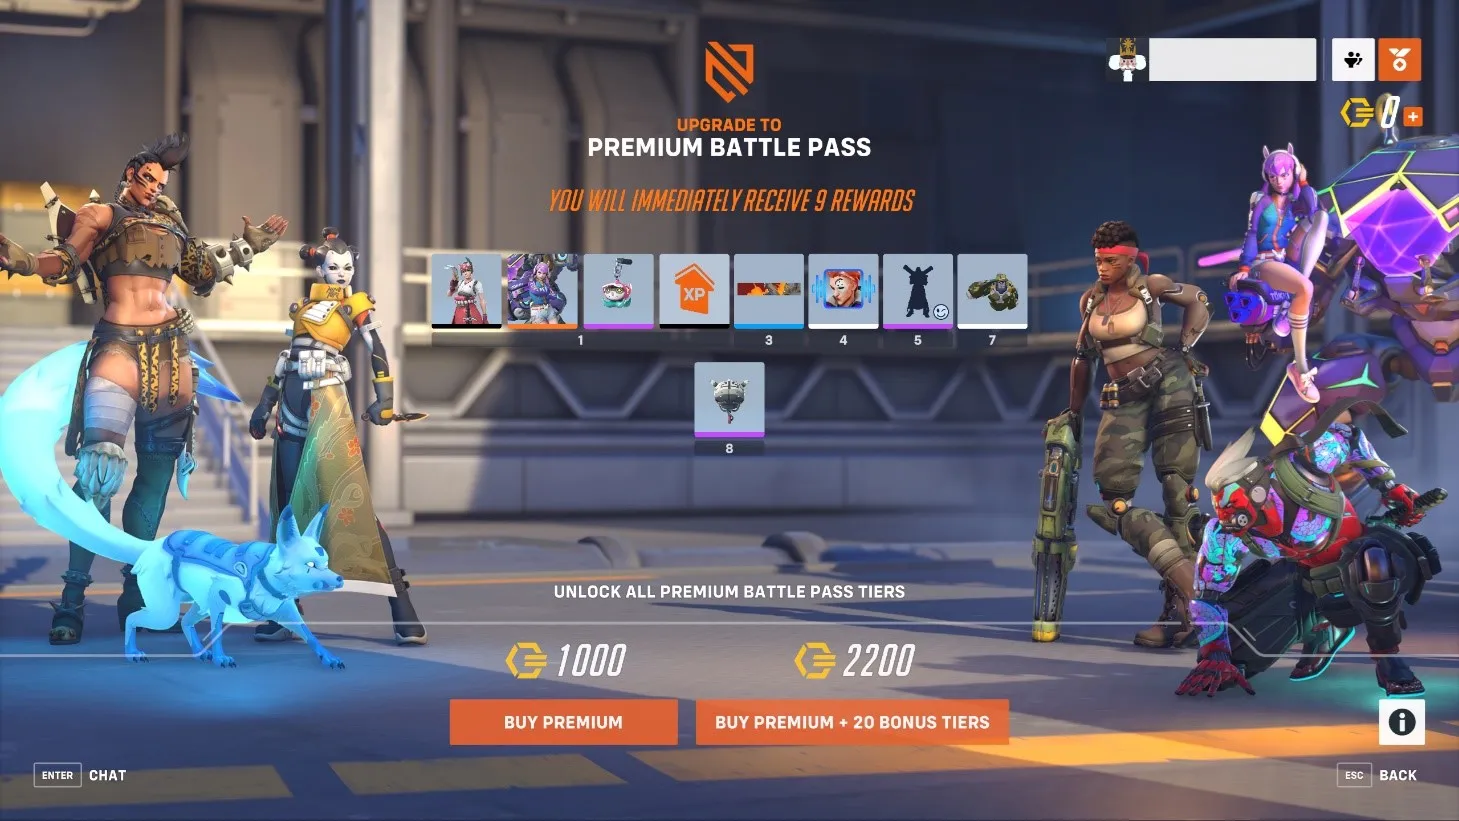 UPGRADE TO
PREMIUM BATTLE PASS
0
YOU WILL IMMEDIATELY RECEIVE 9 REWARDS
XP
1
3
4
5
7
8
UNLOCK ALL PREMIUM BATTLE PASS TIERS
1000
2200
BUY PREMIUM
BUY PREMIUM + 20 BONUS TIERS
ENTER CHAT
ESC BACK